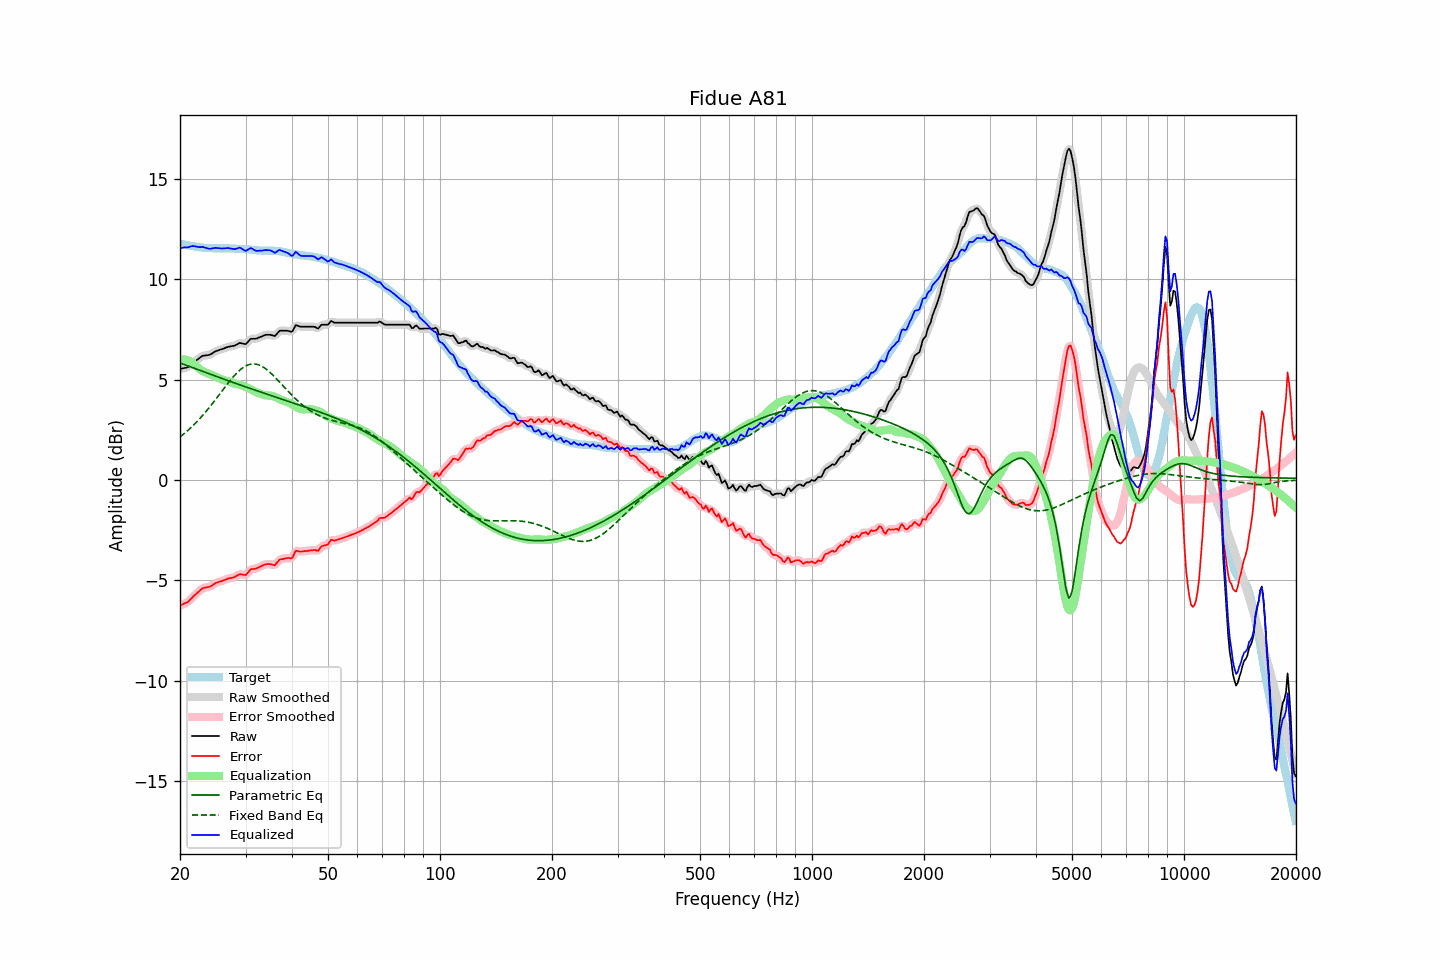 Fidue A81
Amplitude (dBr)
15
10
5
0
−5
−10
−15
Target
Raw Smoothed
Error Smoothed
Raw
Error
Equalization
Parametric Eq
Fixed Band Eq
Equalized
20 50 100 200 500 1000 2000 5000 10000 20000
Frequency (Hz)